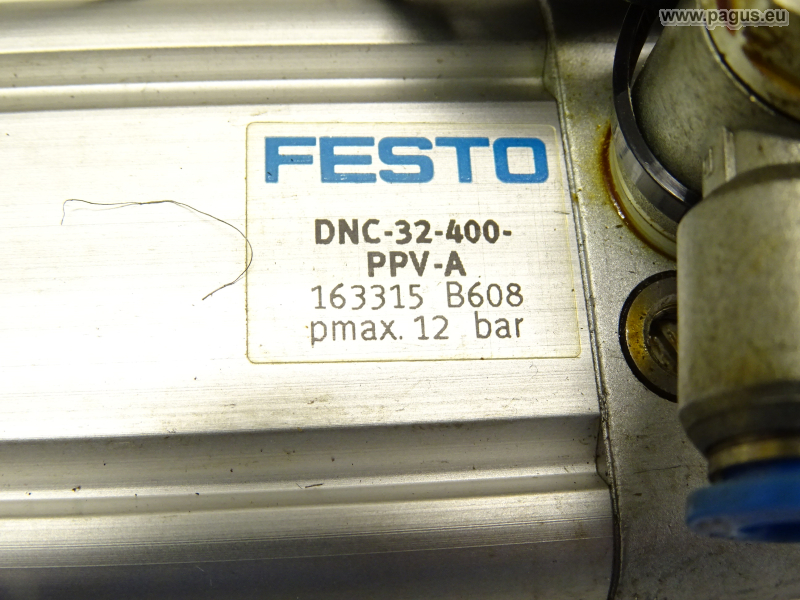 www.pagus.eu
FESTO
DNC-32-400-
PPV-A
163315 B608
pmax. 12 bar